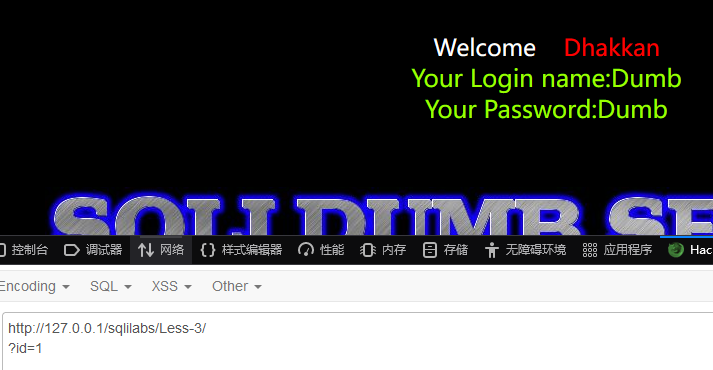 Welcome Dhakkan
Your Login name:Dumb
Your Password:Dumb
SQLI DUMB SE
控制台 调试器 网络 {} 样式编辑器 性能 内存 存储 无障碍环境 应用程序 Hac
Encoding SQL XSS Other
http://127.0.0.1/sqlilabs/Less-3/
?id=1